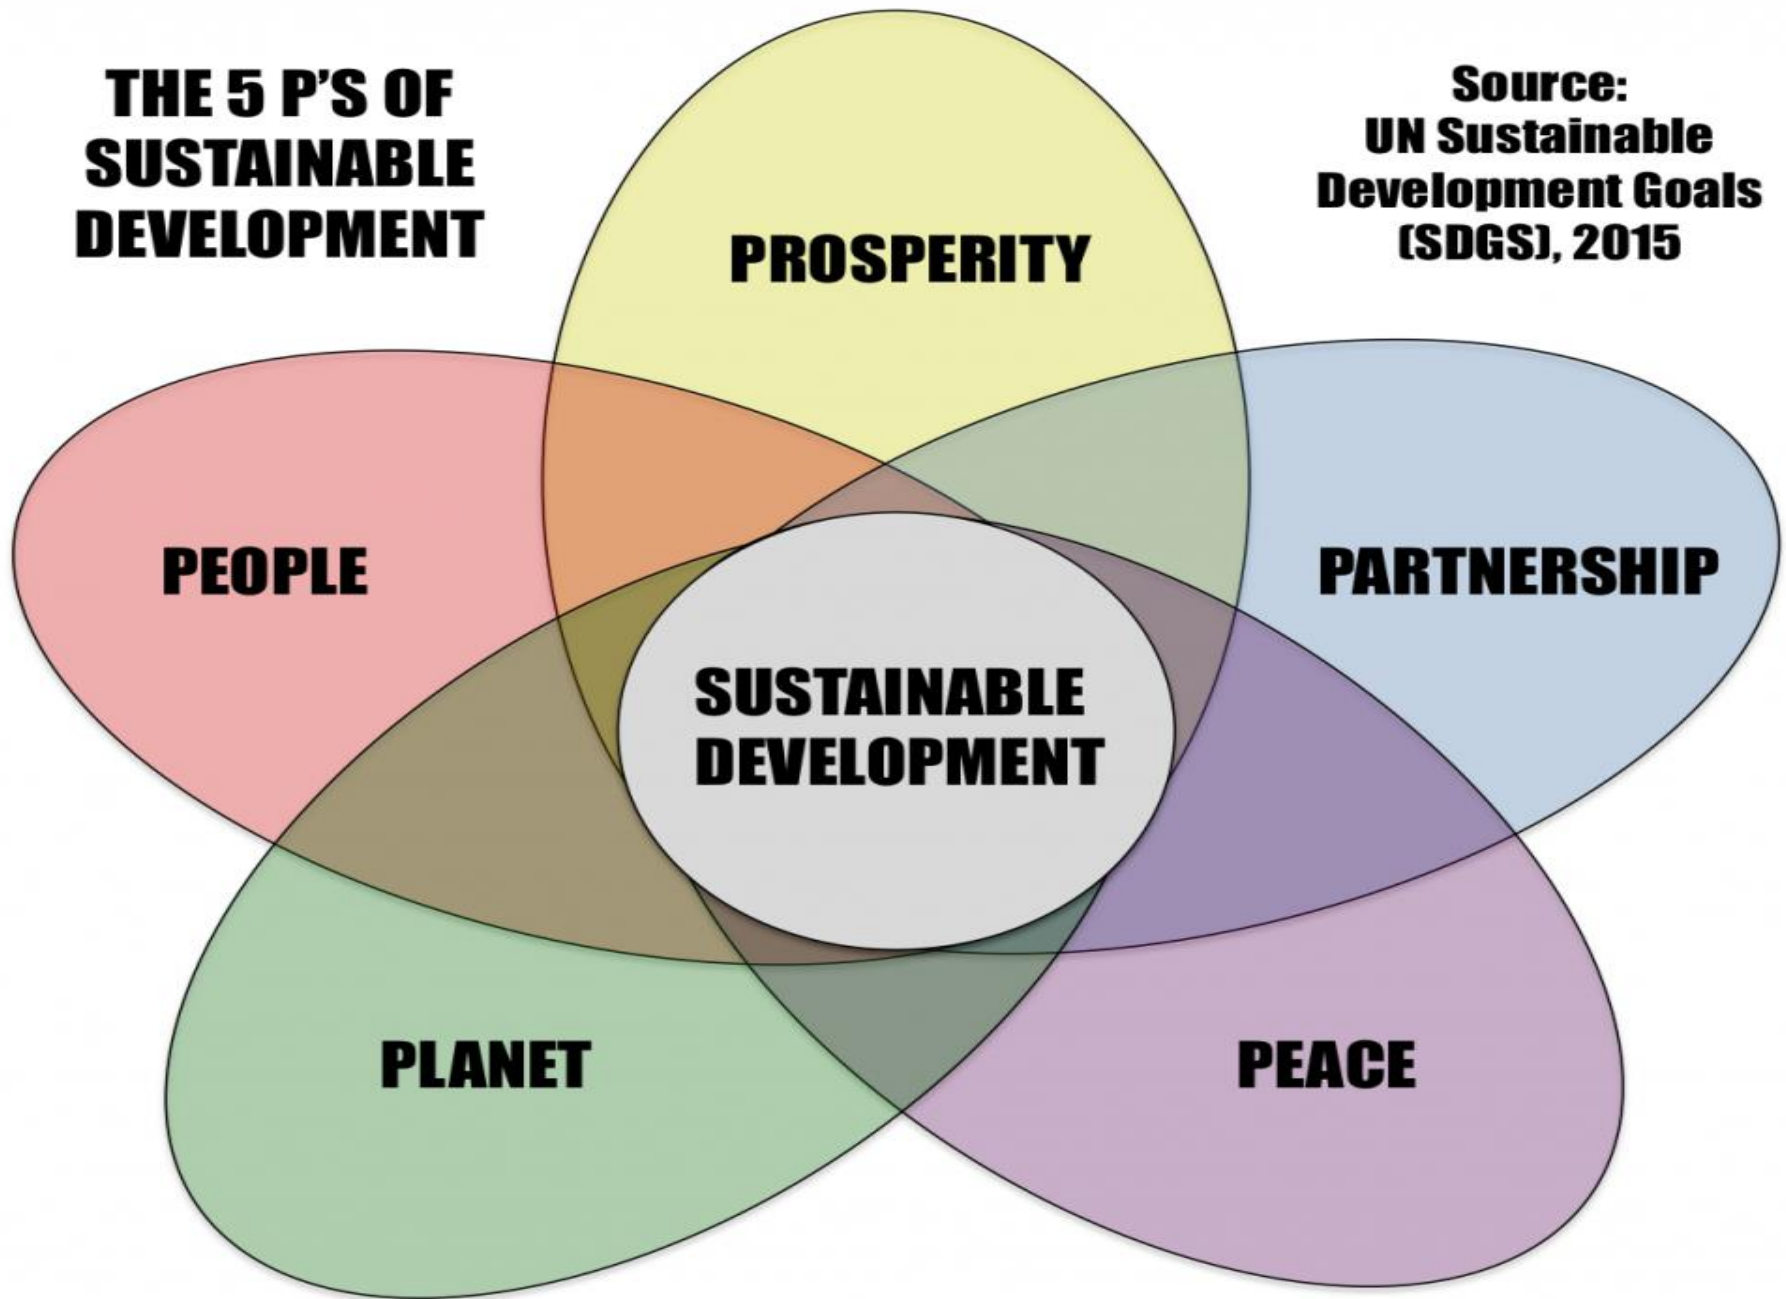 THE 5 P'S OF
SUSTAINABLE
DEVELOPMENT
Source:
UN Sustainable
Development Goals
(SDGS), 2015
PROSPERITY
PEOPLE
PARTNERSHIP
SUSTAINABLE
DEVELOPMENT
PLANET
PEACE